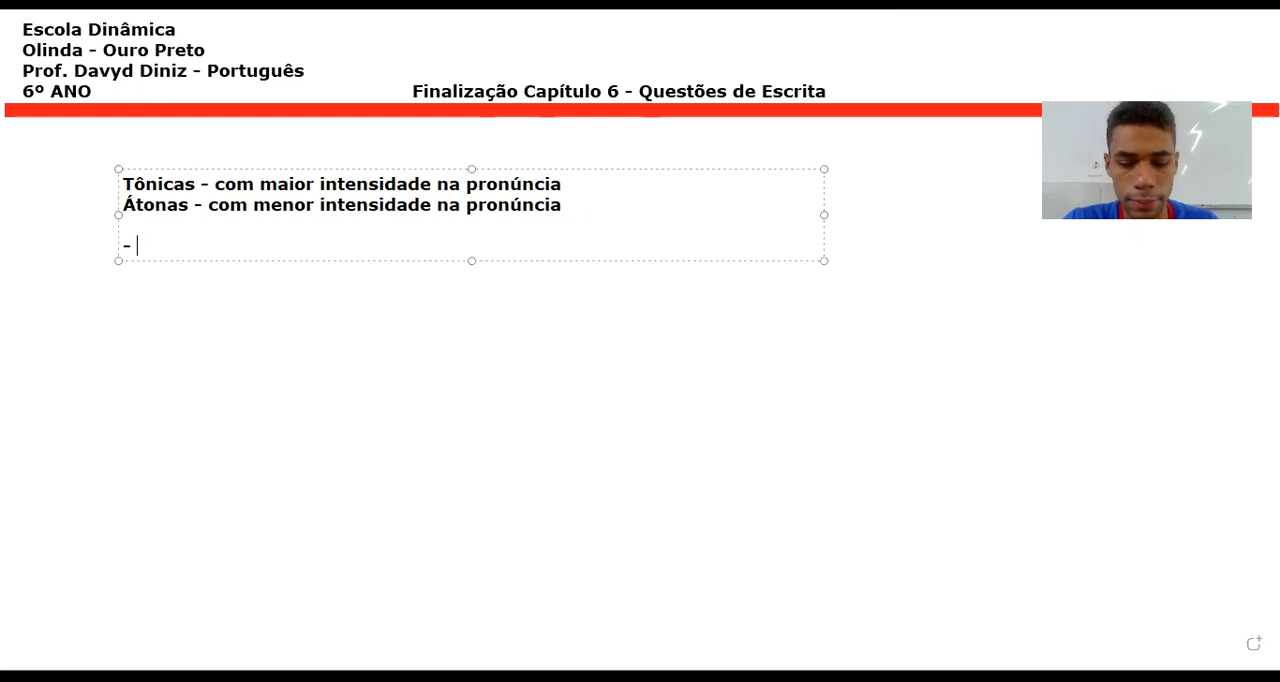 Escola Dinâmica
Olinda - Ouro Preto
Prof. Davyd Diniz - Português
6º ANO
Finalização Capítulo 6 - Questões de Escrita
Tônicas - com maior intensidade na pronúncia
Átonas - com menor intensidade na pronúncia
-